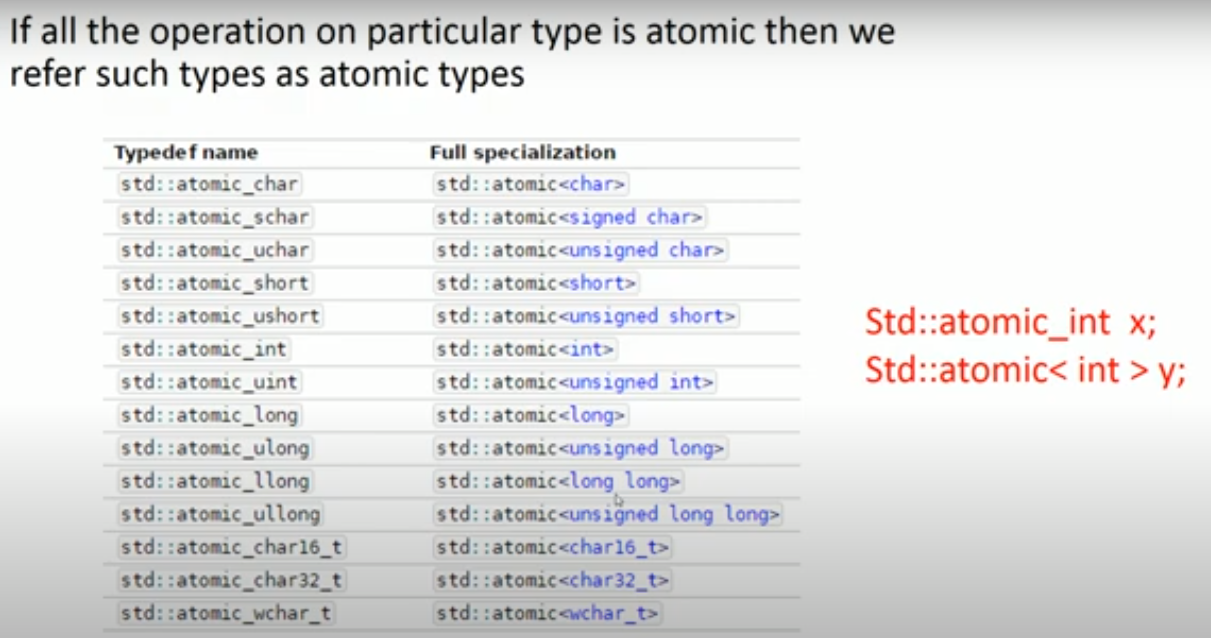 If all the operation on particular type is atomic then we
refer such types as atomic types
Typedef name Full specialization
std::atomic_char std::atomic<char>
std::atomic_schar std::atomic<signed char>
std::atomic_uchar std::atomic<unsigned char>
std::atomic_short std::atomic<short>
std::atomic_ushort std::atomic<unsigned short>
std::atomic_int std::atomic<int>
std::atomic_uint std::atomic<unsigned int>
std::atomic_long std::atomic<long>
std::atomic_ulong std::atomic<unsigned long>
std::atomic_llong std::atomic<long long>
std::atomic_ullong std::atomic<unsigned long long>
std::atomic_char16_t std::atomic<char16_t>
std::atomic_char32_t std::atomic<char32_t>
std::atomic_wchar_t std::atomic<wchar_t>
Std::atomic_int x;
Std::atomic< int > y;